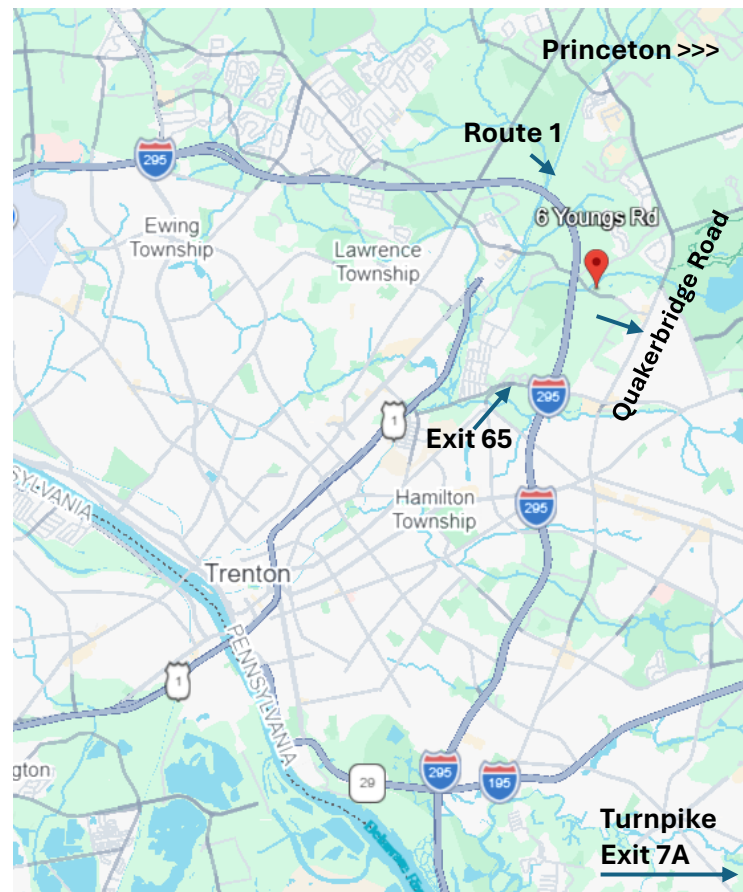 Princeton >>>
Route 1
295
Ewing
Township
6 Youngs Rd
Lawrence
Township
Quakerbridge Road
295
1
Exit 65
SYLVANIA
Hamilton
Township
295
Trenton
PENNSYLVANIA
1
gton
29
295
195
Turnpike
Exit 7A